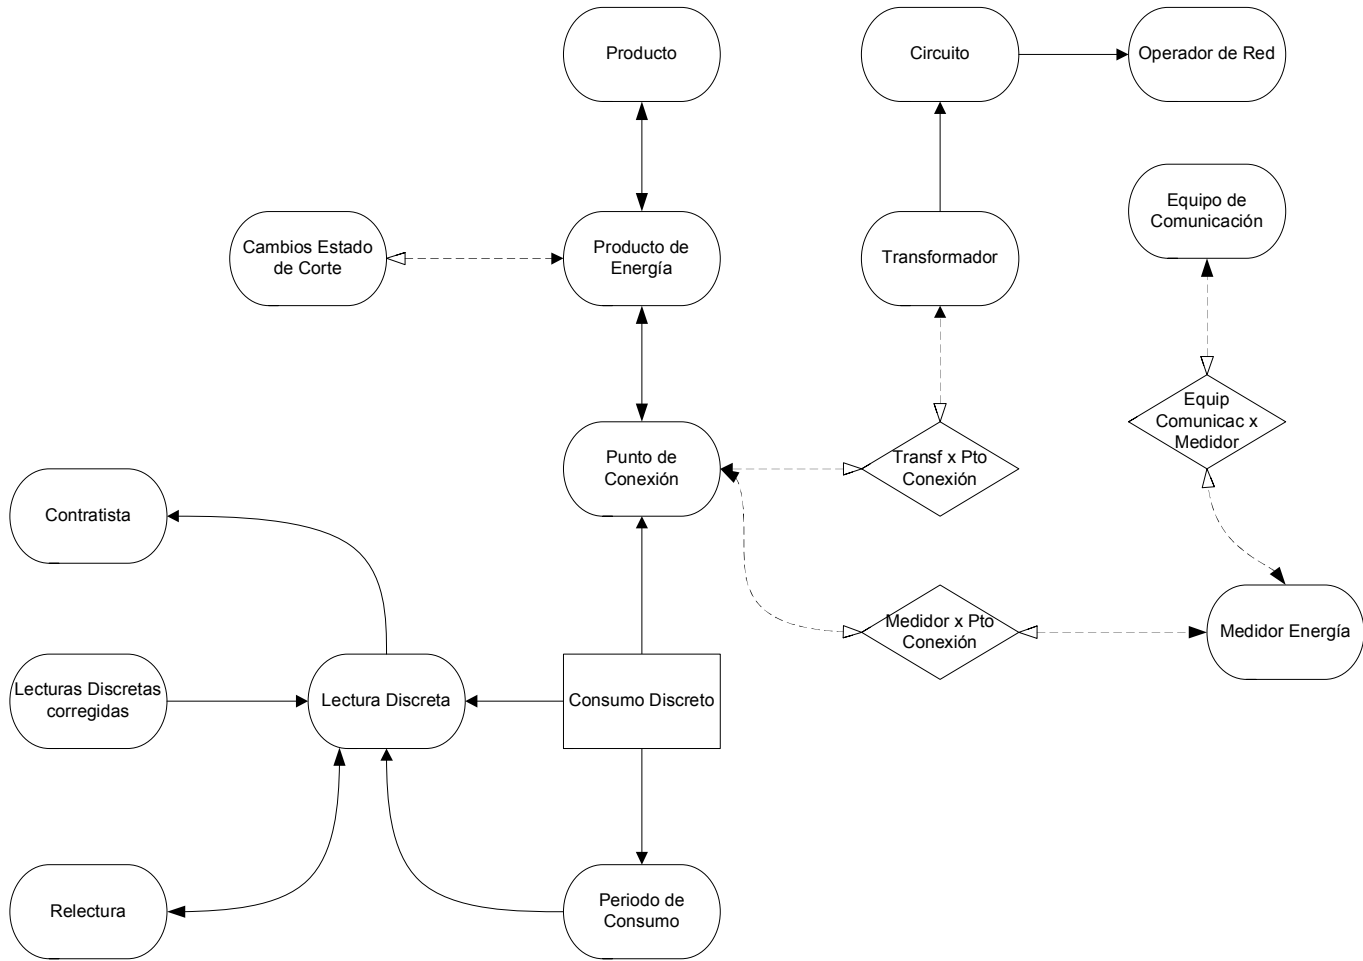 Producto
Circuito
Operador de Red
Equipo de
Comunicación
Cambios Estado
de Corte
Producto de
Energía
Transformador
Equip
Comunicac x
Medidor
Punto de
Conexión
Transf x Pto
Conexión
Contratista
Medidor x Pto
Conexión
Medidor Energía
Lecturas Discretas
corregidas
Lectura Discreta
Consumo Discreto
Relectura
Periodo de
Consumo